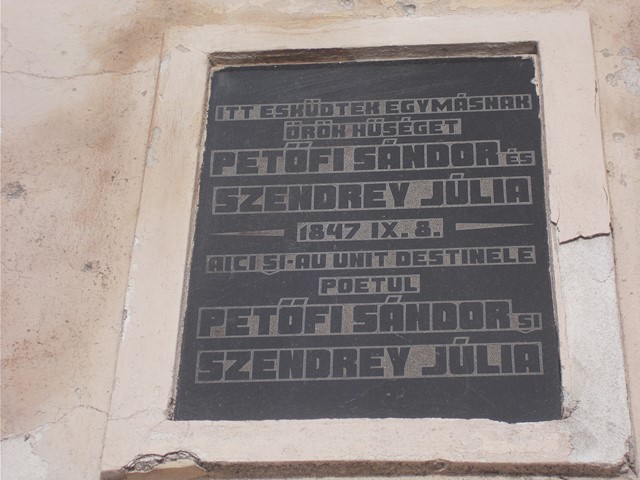 ITT ESKÜDTEK EGYMÁSNAK
ÖRÖK HŰSÉGET
PETŐFI SÁNDOR ÉS
SZENDREY JÚLIA
1847 IX. 8.
AICI ŞI-AU UNIT DESTINELE
POETUL
PETŐFI SÁNDOR ŞI
SZENDREY JÚLIA